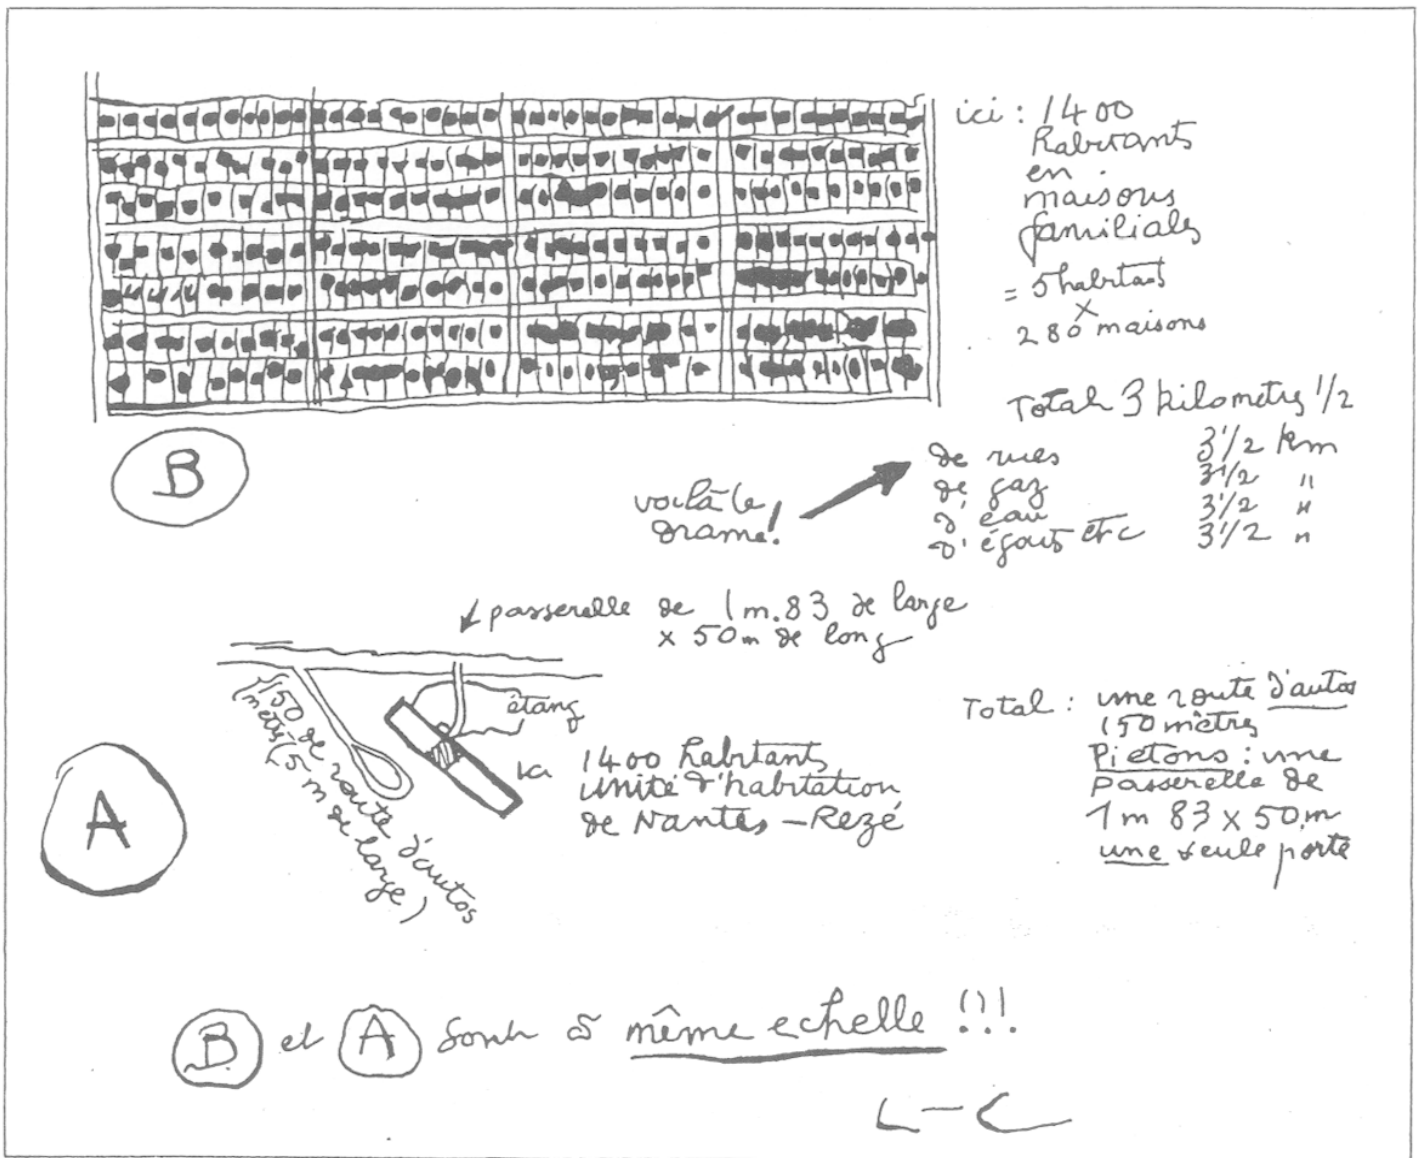 ici : 1400
habitants
en
maisons
familiales
= 5 habitants
x
280 maisons
Total 3 kilometres 1/2
de rues 3 1/2 km
de gaz 3 1/2 "
d'eau 3 1/2 "
d'égouts etc 3 1/2 "
voilà le
drame!
B
passerelle de 1m.83 de large
x 50m de long
150 de route d'autos
mètres (5 m de large)
étang
1400 habitants
unité d'habitation
de Nantes - Rezé
A
Total : une route d'autos
150 mètres
Pietons : une
passerelle de
1m 83 x 50m
une seule porte
B et A sont à même echelle !!!
L-C